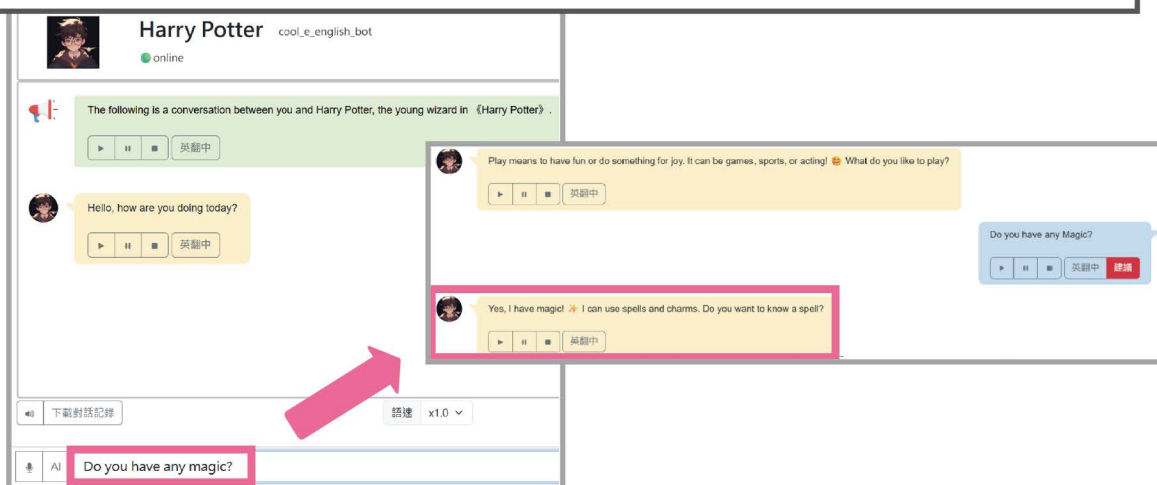 Harry Potter cool_e_english_bot
online
The following is a conversation between you and Harry Potter, the young wizard in 《Harry Potter》.
英翻中
Hello, how are you doing today?
英翻中
下載對話記錄
語速 x1.0
AI Do you have any magic?
Play means to have fun or do something for joy. It can be games, sports, or acting! 😄 What do you like to play?
英翻中
Do you have any Magic?
英翻中 建議
Yes, I have magic! ✨ I can use spells and charms. Do you want to know a spell?
英翻中